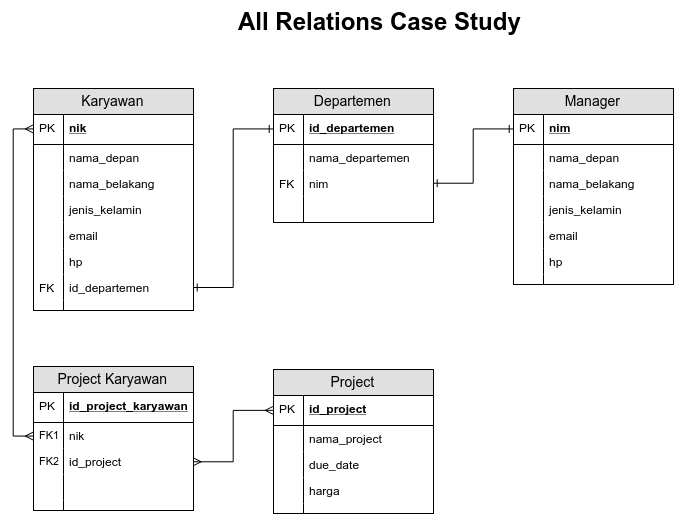 All Relations Case Study
Karyawan
PK nik
nama_depan
nama_belakang
jenis_kelamin
email
hp
FK id_departemen
Departemen
PK id_departemen
nama_departemen
FK nim
Manager
PK nim
nama_depan
nama_belakang
jenis_kelamin
email
hp
Project Karyawan
PK id_project_karyawan
FK1 nik
FK2 id_project
Project
PK id_project
nama_project
due_date
harga